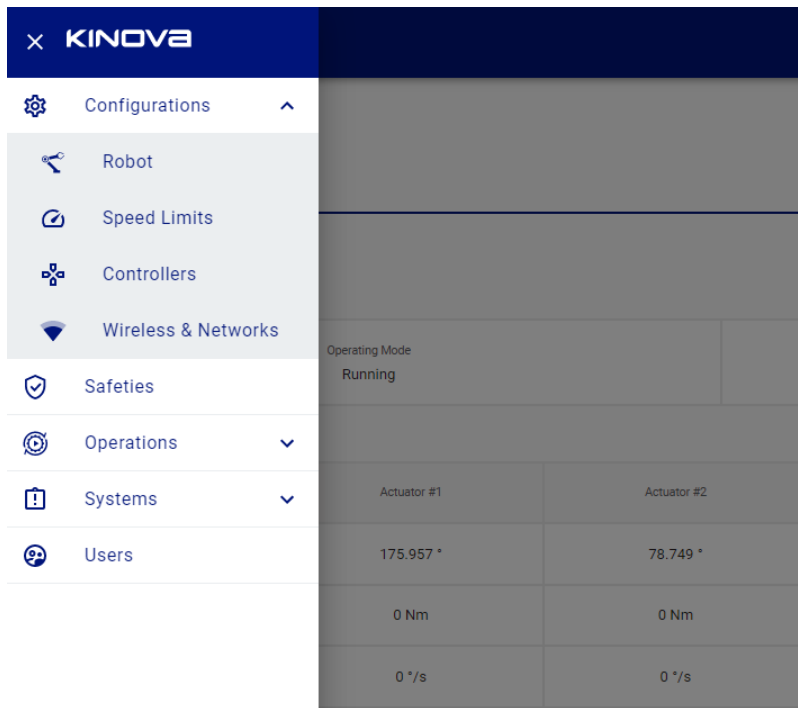 KINOVA
Configurations
Robot
Speed Limits
Controllers
Wireless & Networks
Safeties
Operations
Systems
Users
Operating Mode
Running
Actuator #1 Actuator #2
175.957 ° 78.749 °
0 Nm 0 Nm
0 °/s 0 °/s